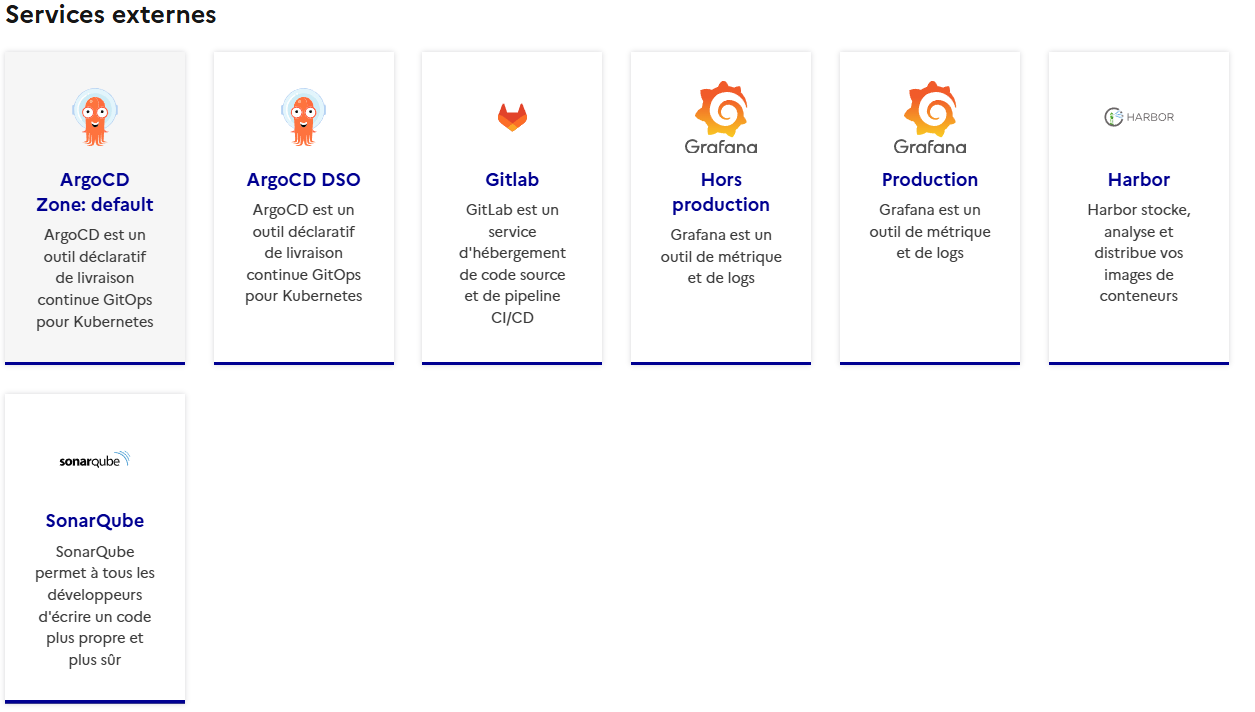 Services externes
ArgoCD
Zone: default
ArgoCD est un
outil déclaratif
de livraison
continue GitOps
pour Kubernetes
ArgoCD DSO
ArgoCD est un
outil déclaratif
de livraison
continue GitOps
pour Kubernetes
Gitlab
GitLab est un
service
d'hébergement
de code source
et de pipeline
CI/CD
Grafana
Hors
production
Grafana est un
outil de métrique
et de logs
Grafana
Production
Grafana est un
outil de métrique
et de logs
HARBOR
Harbor
Harbor stocke,
analyse et
distribue vos
images de
conteneurs
sonarqube
SonarQube
SonarQube
permet à tous les
développeurs
d'écrire un code
plus propre et
plus sûr